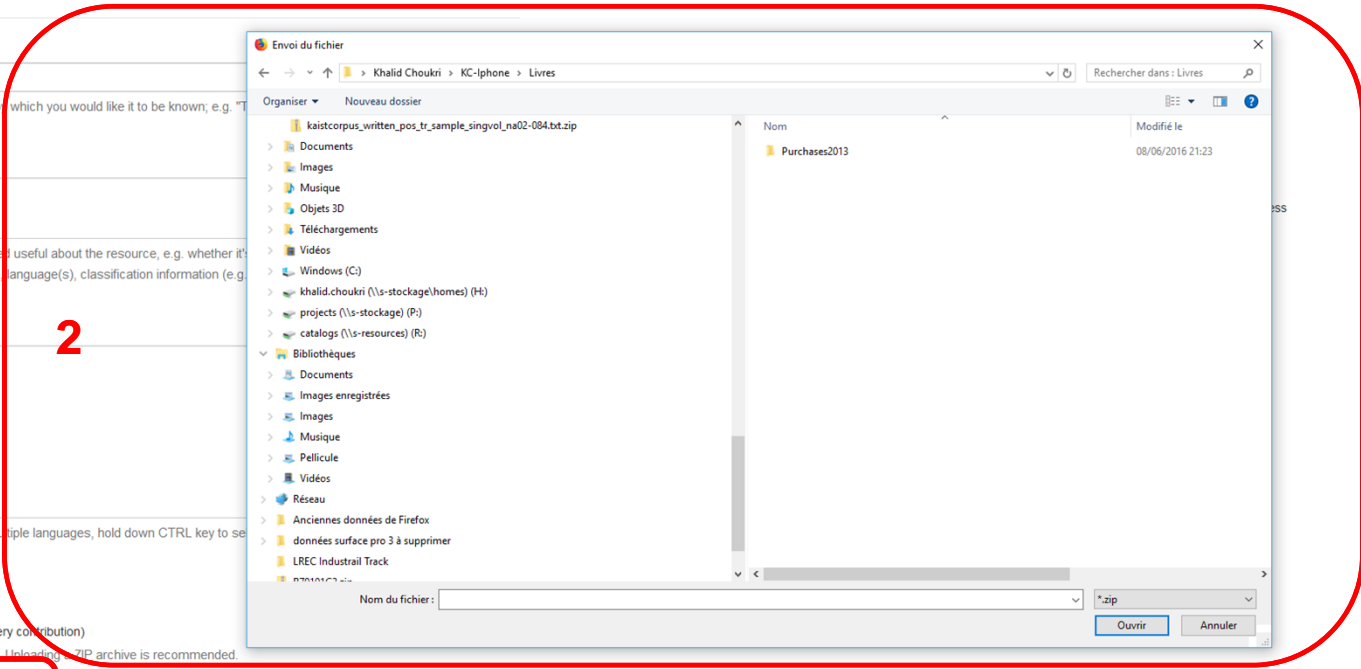 Envoi du fichier
Khalid Choukri > KC-Iphone > Livres
Rechercher dans : Livres
which you would like it to be known; e.g. "T
Organiser
Nouveau dossier
kaistcorpus_written_pos_tr_sample_singvol_na02-084.txt.zip
Nom
Modifié le
Documents
Purchases2013
08/06/2016 21:23
Images
Musique
Objets 3D
Téléchargements
useful about the resource, e.g. whether it's
Vidéos
Windows (C:)
language(s), classification information (e.g.
khalid.choukri (\\s-stockage\homes) (H:)
projects (\\s-stockage) (P:)
catalogs (\\s-resources) (R:)
2
Bibliothèques
Documents
Images enregistrées
Images
Musique
Pellicule
Vidéos
Réseau
Anciennes données de Firefox
tiple languages, hold down CTRL key to se
données surface pro 3 à supprimer
LREC Industrail Track
Nom du fichier :
*.zip
Ouvrir
Annuler
ery contribution)
Uploading a ZIP archive is recommended.